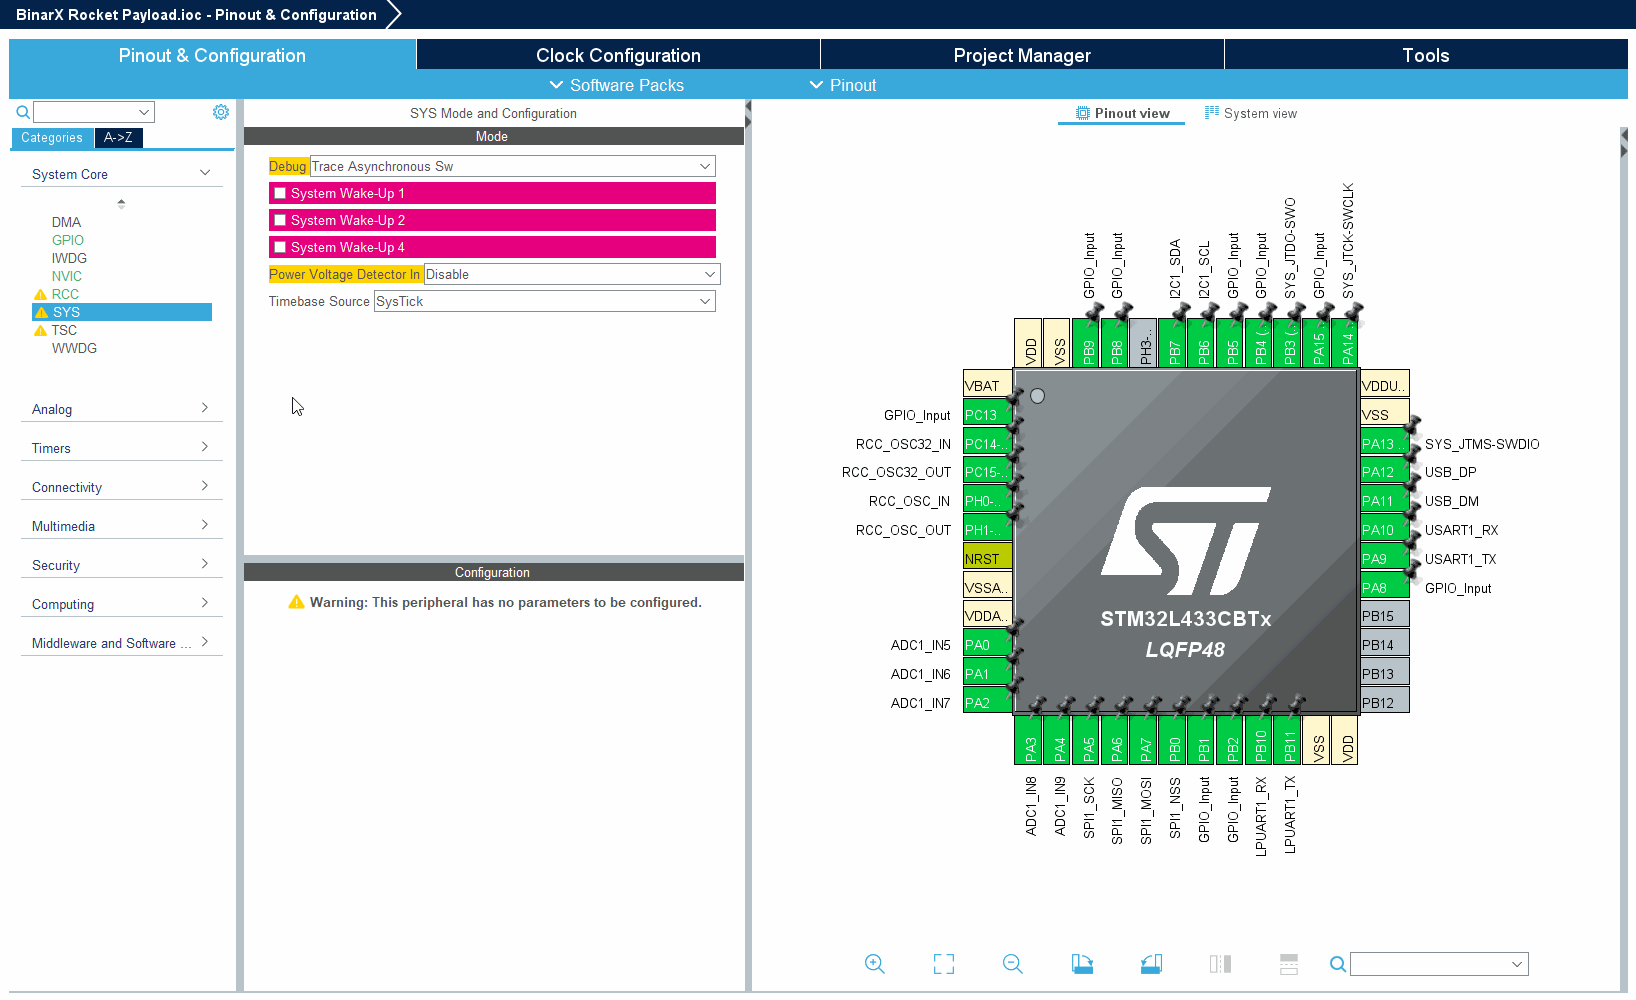 BinarX Rocket Payload.ioc - Pinout & Configuration
Pinout & Configuration
Clock Configuration
Project Manager
Tools
Software Packs
Pinout
Categories
A->Z
System Core
DMA
GPIO
IWDG
NVIC
RCC
SYS
TSC
WWDG
Analog
Timers
Connectivity
Multimedia
Security
Computing
Middleware and Software ...
SYS Mode and Configuration
Mode
Debug Trace Asynchronous Sw
System Wake-Up 1
System Wake-Up 2
System Wake-Up 4
Power Voltage Detector In Disable
Timebase Source SysTick
Configuration
Warning: This peripheral has no parameters to be configured.
Pinout view
System view
GPIO_Input
GPIO_Input
I2C1_SDA
I2C1_SCL
GPIO_Input
GPIO_Input
SYS_JTDO-SWO
GPIO_Input
SYS_JTCK-SWCLK
VDD
VSS
PB9
PB8
PH3-..
PB7
PB6
PB5
PB4 (..
PB3 (..
PA15 ..
PA14 ..
VBAT
GPIO_Input PC13
RCC_OSC32_IN PC14-..
RCC_OSC32_OUT PC15-..
RCC_OSC_IN PH0-..
RCC_OSC_OUT PH1-..
NRST
VSSA..
VDDA..
ADC1_IN5 PA0
ADC1_IN6 PA1
ADC1_IN7 PA2
ST
STM32L433CBTx
LQFP48
VDDU..
VSS
PA13 .. SYS_JTMS-SWDIO
PA12 USB_DP
PA11 USB_DM
PA10 USART1_RX
PA9 USART1_TX
PA8 GPIO_Input
PB15
PB14
PB13
PB12
PA3
PA4
PA5
PA6
PA7
PB0
PB1
PB2
PB10
PB11
VSS
VDD
ADC1_IN8
ADC1_IN9
SPI1_SCK
SPI1_MISO
SPI1_MOSI
SPI1_NSS
GPIO_Input
GPIO_Input
LPUART1_RX
LPUART1_TX